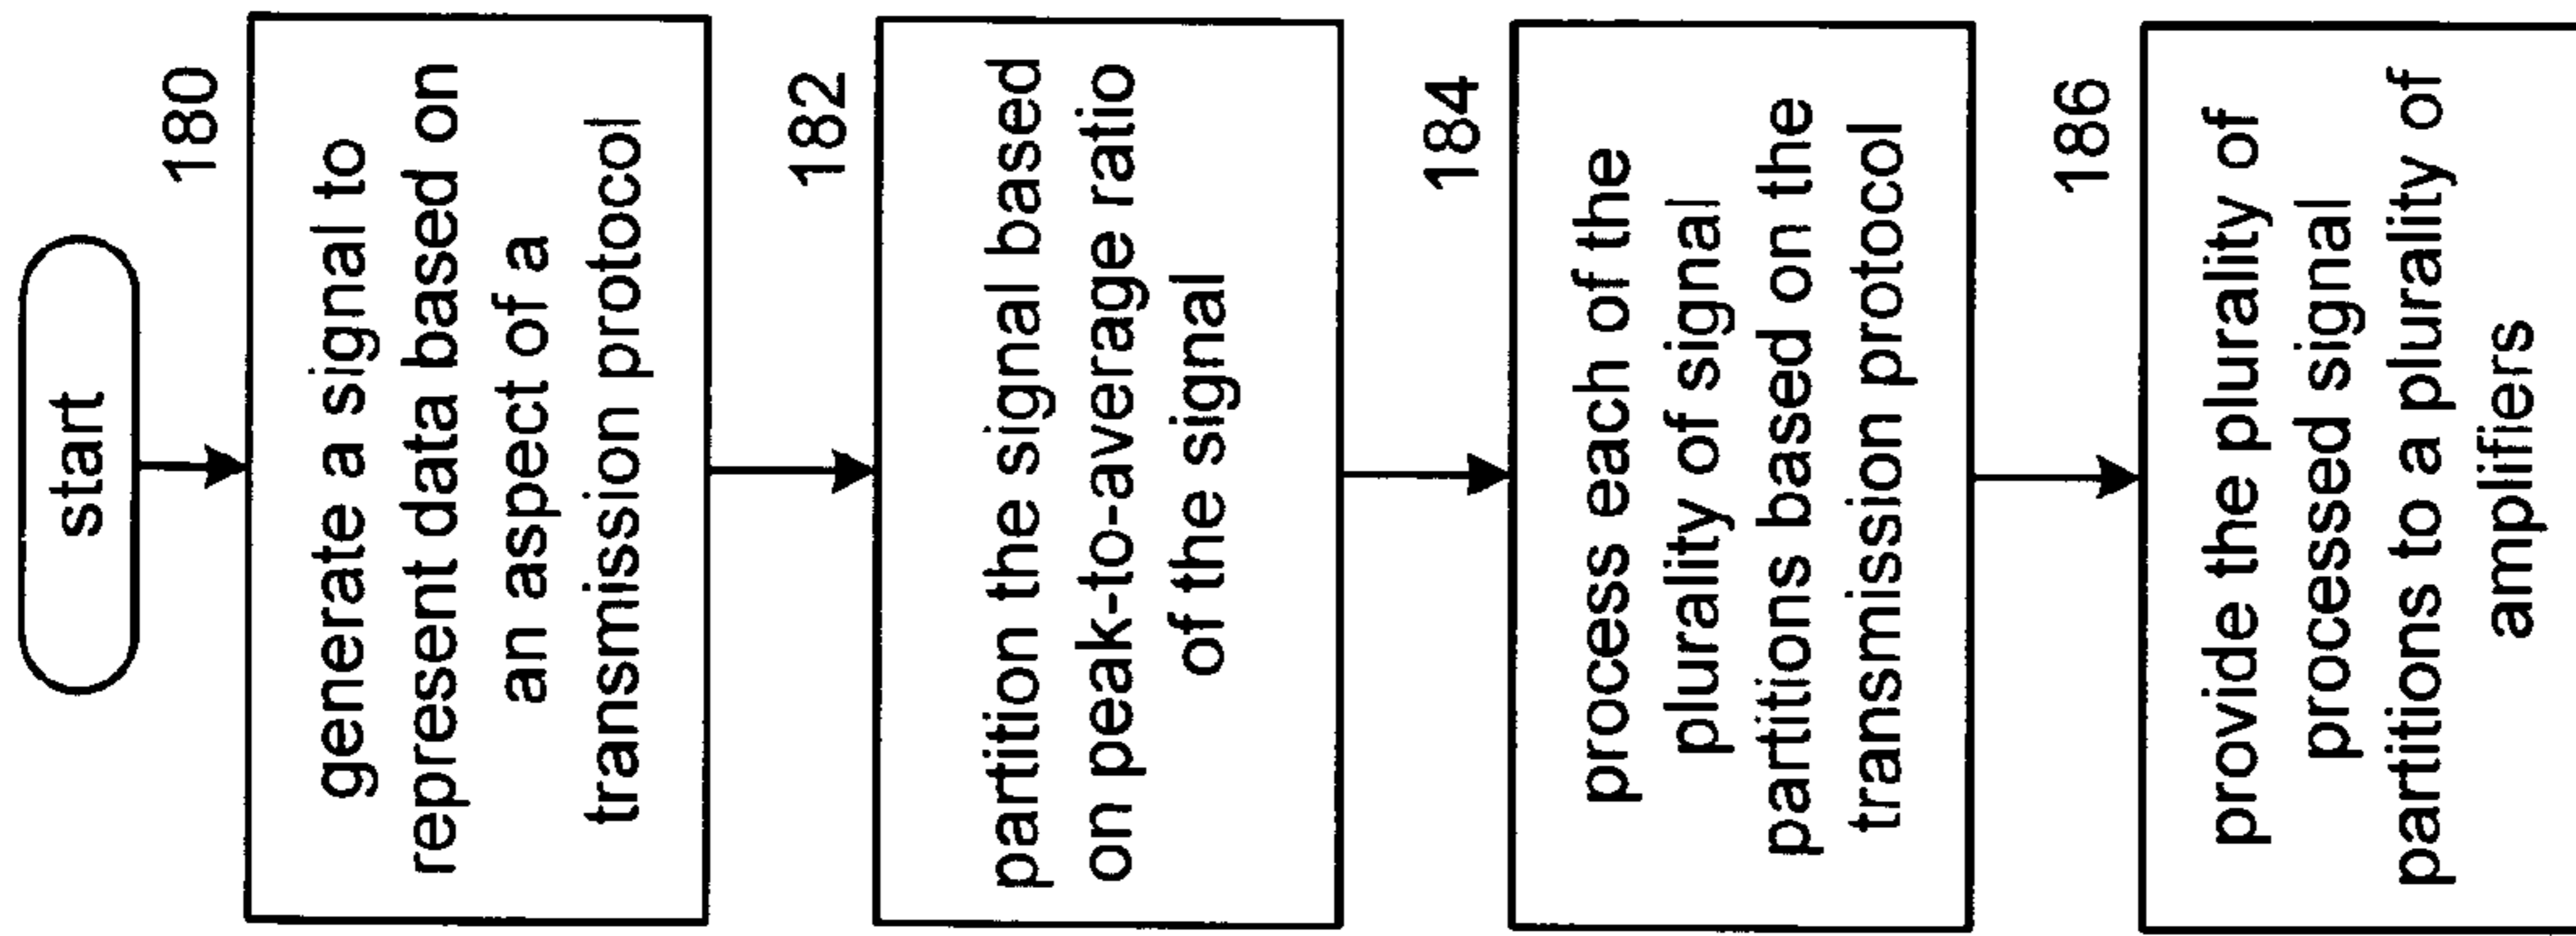 start
180
generate a signal to
represent data based on
an aspect of a
transmission protocol
182
partition the signal based
on peak-to-average ratio
of the signal
184
process each of the
plurality of signal
partitions based on the
transmission protocol
186
provide the plurality of
processed signal
partitions to a plurality of
amplifiers